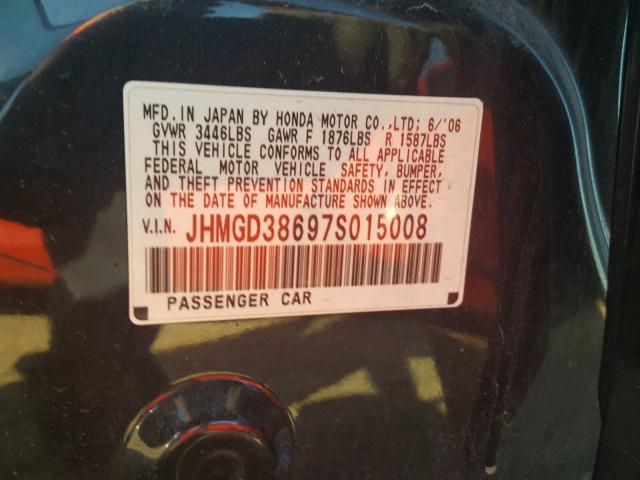 MFD. IN JAPAN BY HONDA MOTOR CO.,LTD; 6/'06
GVWR 3446LBS GAWR F 1876LBS R 1587LBS
THIS VEHICLE CONFORMS TO ALL APPLICABLE
FEDERAL MOTOR VEHICLE SAFETY, BUMPER,
AND THEFT PREVENTION STANDARDS IN EFFECT
ON THE DATE OF MANUFACTURE SHOWN ABOVE.
V.I.N. JHMGD38697S015008
PASSENGER CAR